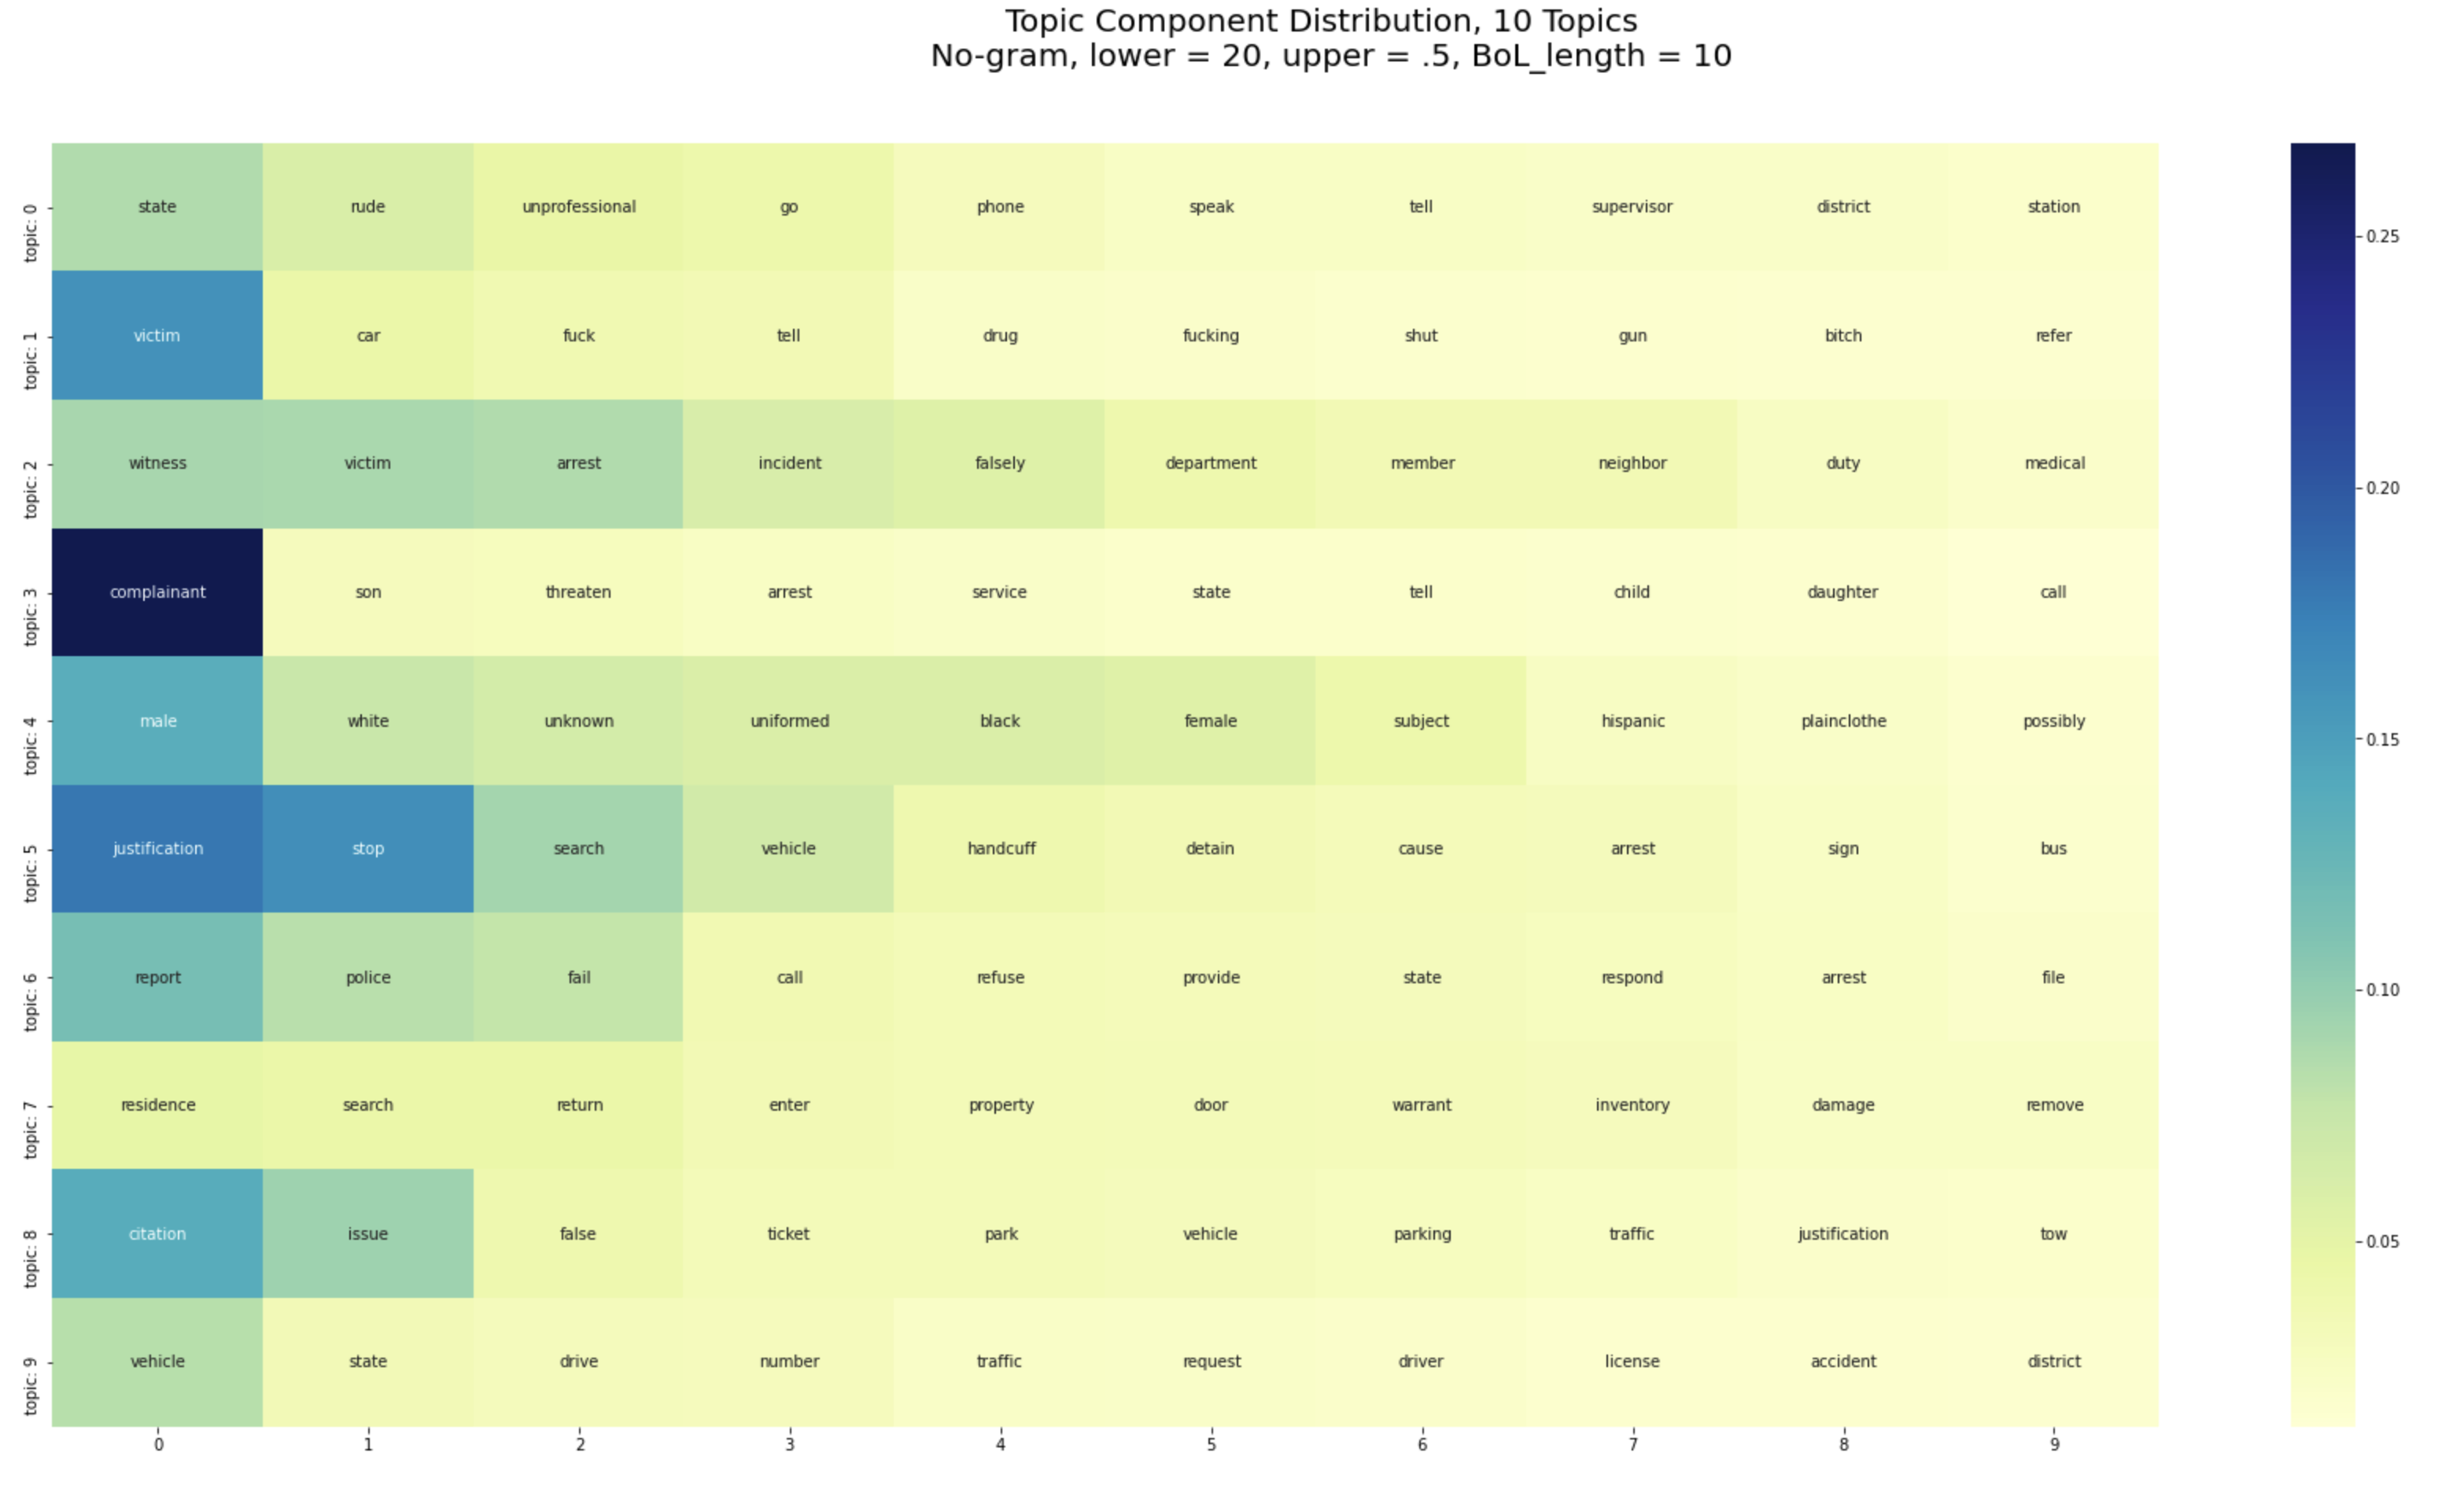 Topic Component Distribution, 10 Topics
No-gram, lower = 20, upper = .5, BoL_length = 10
topic: 0 state rude unprofessional go phone speak tell supervisor district station
topic: 1 victim car fuck tell drug fucking shut gun bitch refer
topic: 2 witness victim arrest incident falsely department member neighbor duty medical
topic: 3 complainant son threaten arrest service state tell child daughter call
topic: 4 male white unknown uniformed black female subject hispanic plainclothe possibly
topic: 5 justification stop search vehicle handcuff detain cause arrest sign bus
topic: 6 report police fail call refuse provide state respond arrest file
topic: 7 residence search return enter property door warrant inventory damage remove
topic: 8 citation issue false ticket park vehicle parking traffic justification tow
topic: 9 vehicle state drive number traffic request driver license accident district
0 1 2 3 4 5 6 7 8 9
0.25
0.20
0.15
0.10
0.05